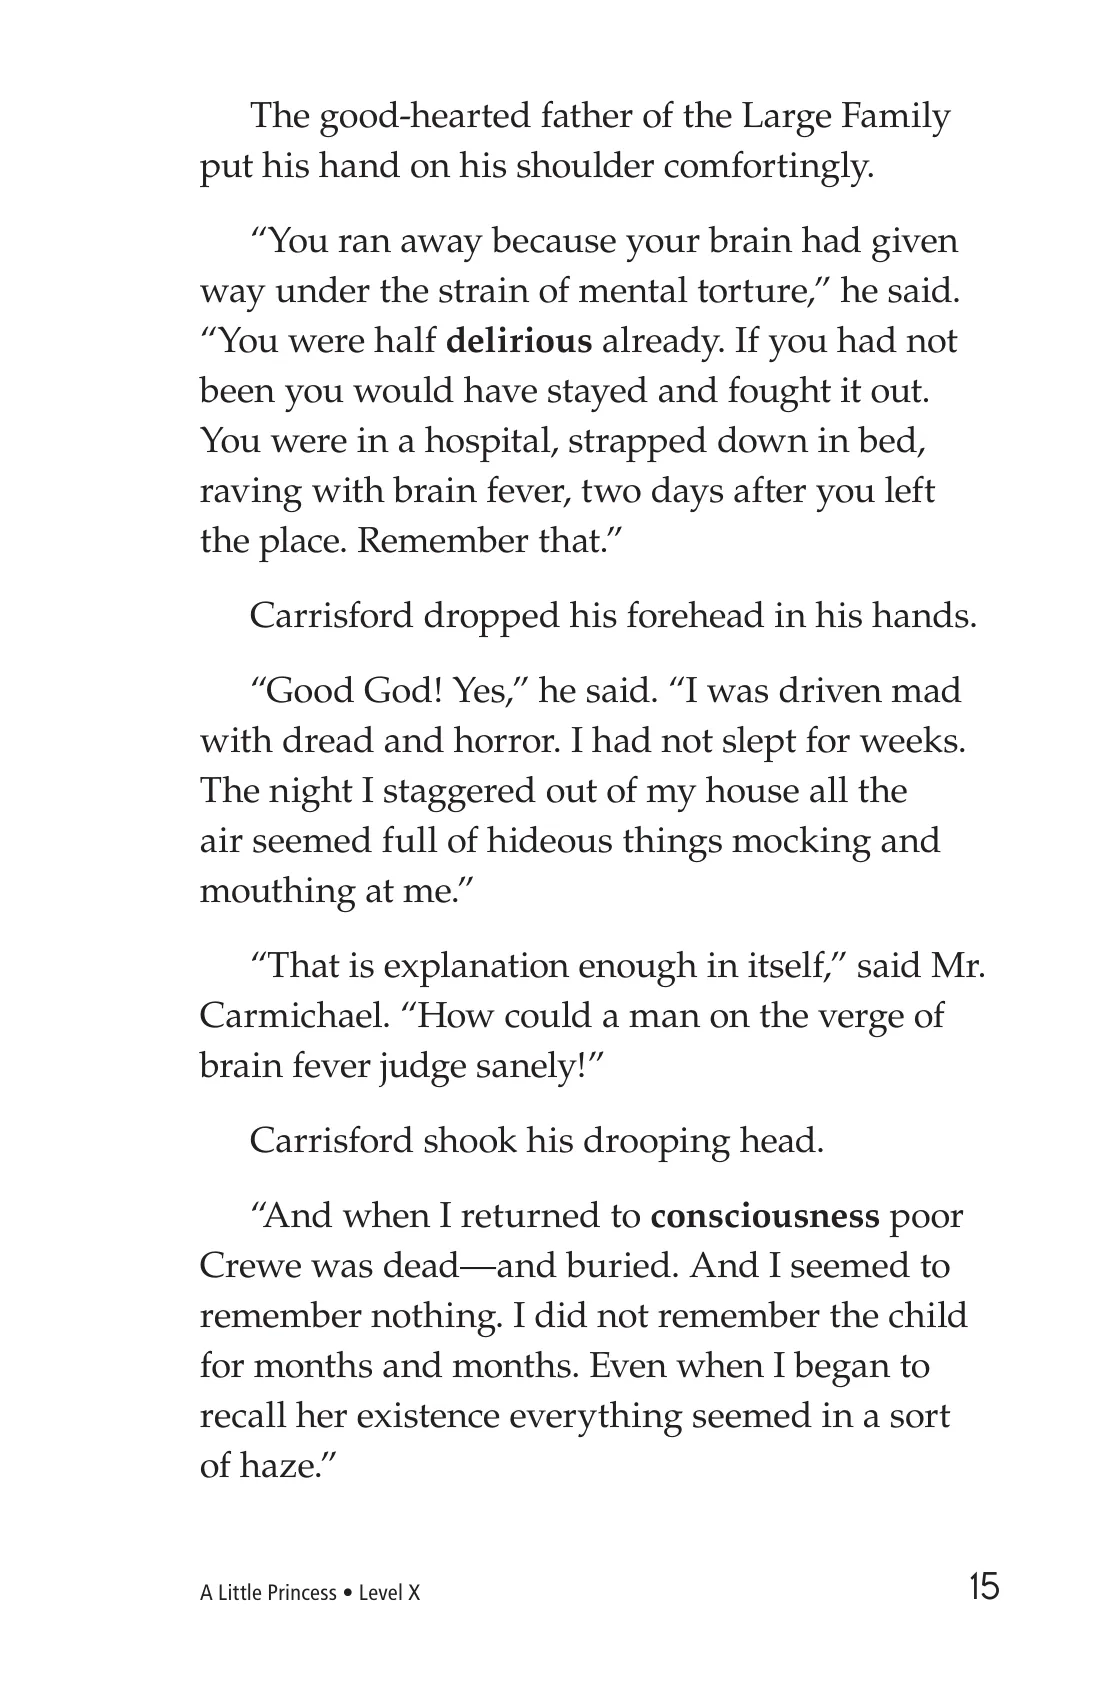 The good-hearted father of the Large Family
put his hand on his shoulder comfortingly.
“You ran away because your brain had given
way under the strain of mental torture,” he said.
“You were half delirious already. If you had not
been you would have stayed and fought it out.
You were in a hospital, strapped down in bed,
raving with brain fever, two days after you left
the place. Remember that.”
Carrisford dropped his forehead in his hands.
“Good God! Yes,” he said. “I was driven mad
with dread and horror. I had not slept for weeks.
The night I staggered out of my house all the
air seemed full of hideous things mocking and
mouthing at me.”
“That is explanation enough in itself,” said Mr.
Carmichael. “How could a man on the verge of
brain fever judge sanely!”
Carrisford shook his drooping head.
“And when I returned to consciousness poor
Crewe was dead—and buried. And I seemed to
remember nothing. I did not remember the child
for months and months. Even when I began to
recall her existence everything seemed in a sort
of haze.”
A Little Princess • Level X
15